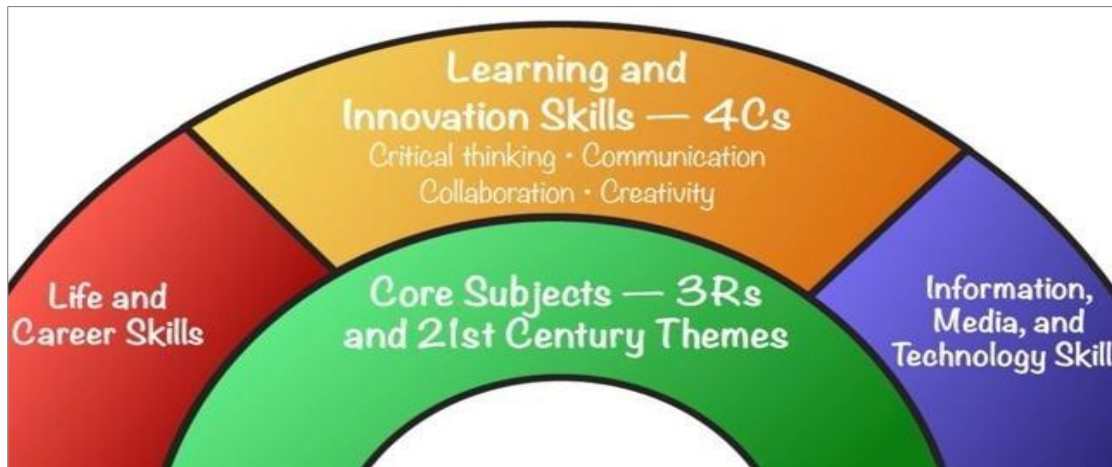 Learning and
Innovation Skills — 4Cs
Critical thinking • Communication
Collaboration • Creativity
Life and
Career Skills
Core Subjects — 3Rs
and 21st Century Themes
Information,
Media, and
Technology Skill